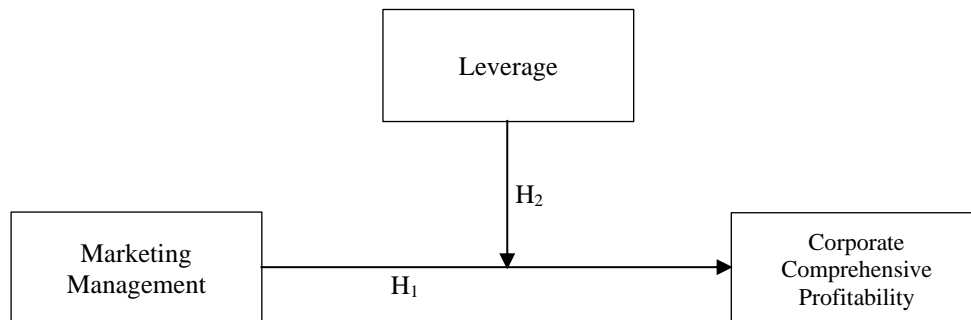 Leverage
H₂
Marketing
Management
H₁
Corporate
Comprehensive
Profitability